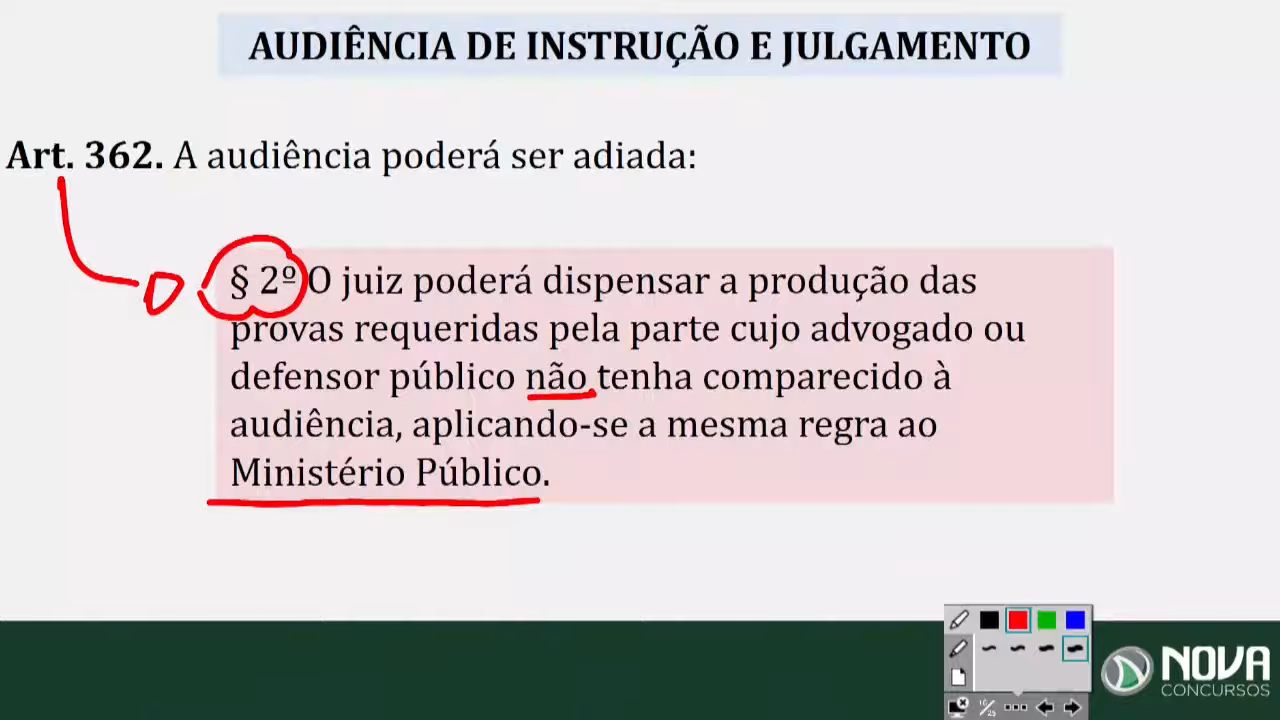 AUDIÊNCIA DE INSTRUÇÃO E JULGAMENTO
Art. 362. A audiência poderá ser adiada:
§ 2º O juiz poderá dispensar a produção das
provas requeridas pela parte cujo advogado ou
defensor público não tenha comparecido à
audiência, aplicando-se a mesma regra ao
Ministério Público.
NOVA
CONCURSOS